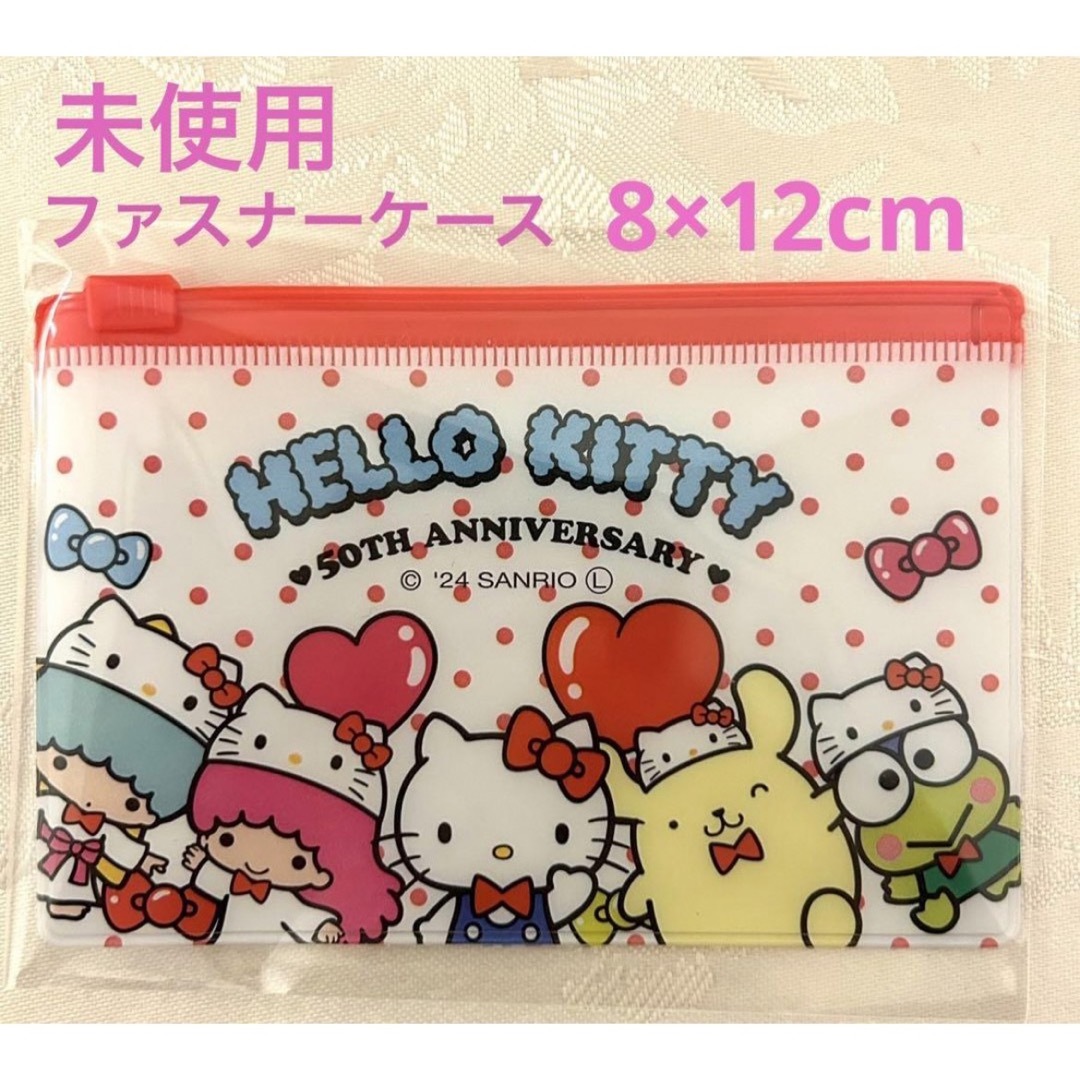 未使用
ファスナーケース 8×12cm
HELLO KITTY
♥50TH ANNIVERSARY♥
© '24 SANRIO Ⓛ